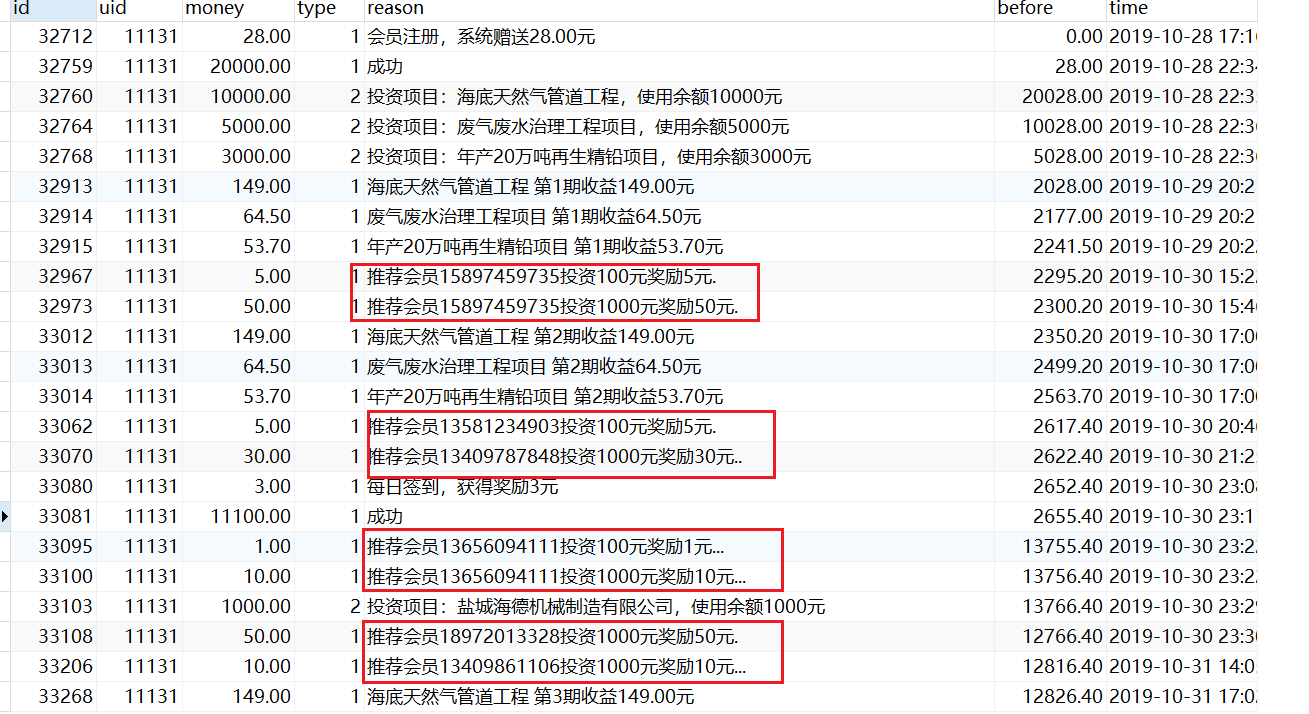 id uid money type reason before time
32712 11131 28.00 1 会员注册，系统赠送28.00元 0.00 2019-10-28 17:16
32759 11131 20000.00 1 成功 28.00 2019-10-28 22:34
32760 11131 10000.00 2 投资项目：海底天然气管道工程，使用余额10000元 20028.00 2019-10-28 22:3
32764 11131 5000.00 2 投资项目：废气废水治理工程项目，使用余额5000元 10028.00 2019-10-28 22:36
32768 11131 3000.00 2 投资项目：年产20万吨再生精铅项目，使用余额3000元 5028.00 2019-10-28 22:36
32913 11131 149.00 1 海底天然气管道工程 第1期收益149.00元 2028.00 2019-10-29 20:2
32914 11131 64.50 1 废气废水治理工程项目 第1期收益64.50元 2177.00 2019-10-29 20:2
32915 11131 53.70 1 年产20万吨再生精铅项目 第1期收益53.70元 2241.50 2019-10-29 20:2
32967 11131 5.00 1 推荐会员15897459735投资100元奖励5元. 2295.20 2019-10-30 15:2
32973 11131 50.00 1 推荐会员15897459735投资1000元奖励50元. 2300.20 2019-10-30 15:46
33012 11131 149.00 1 海底天然气管道工程 第2期收益149.00元 2350.20 2019-10-30 17:00
33013 11131 64.50 1 废气废水治理工程项目 第2期收益64.50元 2499.20 2019-10-30 17:00
33014 11131 53.70 1 年产20万吨再生精铅项目 第2期收益53.70元 2563.70 2019-10-30 17:00
33062 11131 5.00 1 推荐会员13581234903投资100元奖励5元. 2617.40 2019-10-30 20:46
33070 11131 30.00 1 推荐会员13409787848投资1000元奖励30元.. 2622.40 2019-10-30 21:2
33080 11131 3.00 1 每日签到，获得奖励3元 2652.40 2019-10-30 23:08
33081 11131 11100.00 1 成功 2655.40 2019-10-30 23:1
33095 11131 1.00 1 推荐会员13656094111投资100元奖励1元... 13755.40 2019-10-30 23:2
33100 11131 10.00 1 推荐会员13656094111投资1000元奖励10元... 13756.40 2019-10-30 23:2
33103 11131 1000.00 2 投资项目：盐城海德机械制造有限公司，使用余额1000元 13766.40 2019-10-30 23:29
33108 11131 50.00 1 推荐会员18972013328投资1000元奖励50元. 12766.40 2019-10-30 23:30
33206 11131 10.00 1 推荐会员13409861106投资1000元奖励10元... 12816.40 2019-10-31 14:0
33268 11131 149.00 1 海底天然气管道工程 第3期收益149.00元 12826.40 2019-10-31 17:0